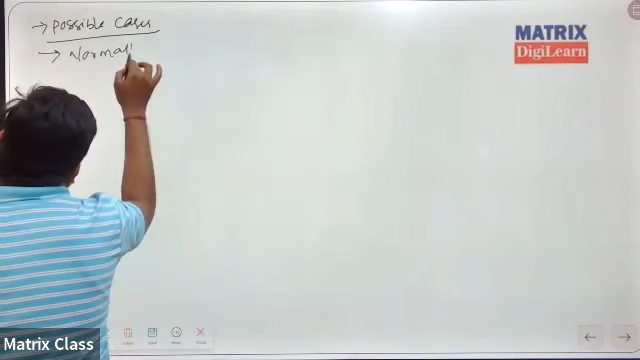 → Possible Cases
→ Normal
MATRIX
DigiLearn
Matrix Class